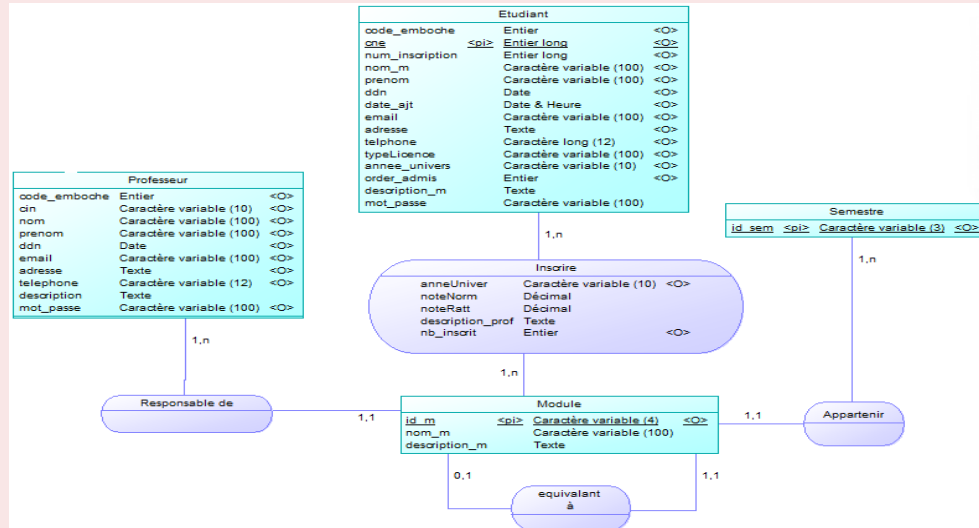 Etudiant
code_emboche Entier <O>
cne <pi> Entier long <O>
num_inscription Entier long <O>
nom_m Caractère variable (100) <O>
prenom Caractère variable (100) <O>
ddn Date <O>
date_ajt Date & Heure <O>
email Caractère variable (100) <O>
adresse Texte <O>
telphone Caractère long (12) <O>
typeLicence Caractère variable (100) <O>
annee_univers Caractère variable (10) <O>
order_admis Entier <O>
description_m Texte
mot_passe Caractère variable (100)
Professeur
code_emboche Entier <O>
cin Caractère variable (10) <O>
nom Caractère variable (100) <O>
prenom Caractère variable (100) <O>
ddn Date <O>
email Caractère variable (100) <O>
adresse Texte <O>
telephone Caractère variable (12) <O>
description Texte
mot_passe Caractère variable (100) <O>
Semestre
id_sem <pi> Caractère variable (3) <O>
1,n
1,n
Inscrire
anneUniver Caractère variable (10) <O>
noteNorm Décimal
noteRatt Décimal
description_prof Texte
nb_inscrit Entier <O>
1,n
1,n
Responsable de
1,1
Module
id_m <pi> Caractère variable (4) <O>
nom_m Caractère variable (100)
description_m Texte
1,1
Appartenir
0,1
1,1
equivalant
à